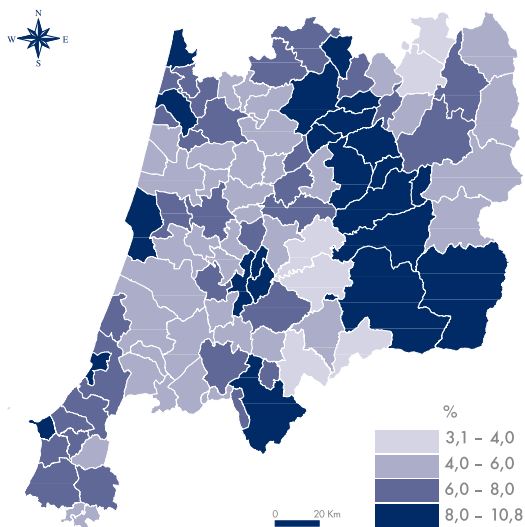 N
W E
S
%
3,1 – 4,0
4,0 – 6,0
6,0 – 8,0
8,0 – 10,8
0 20 Km